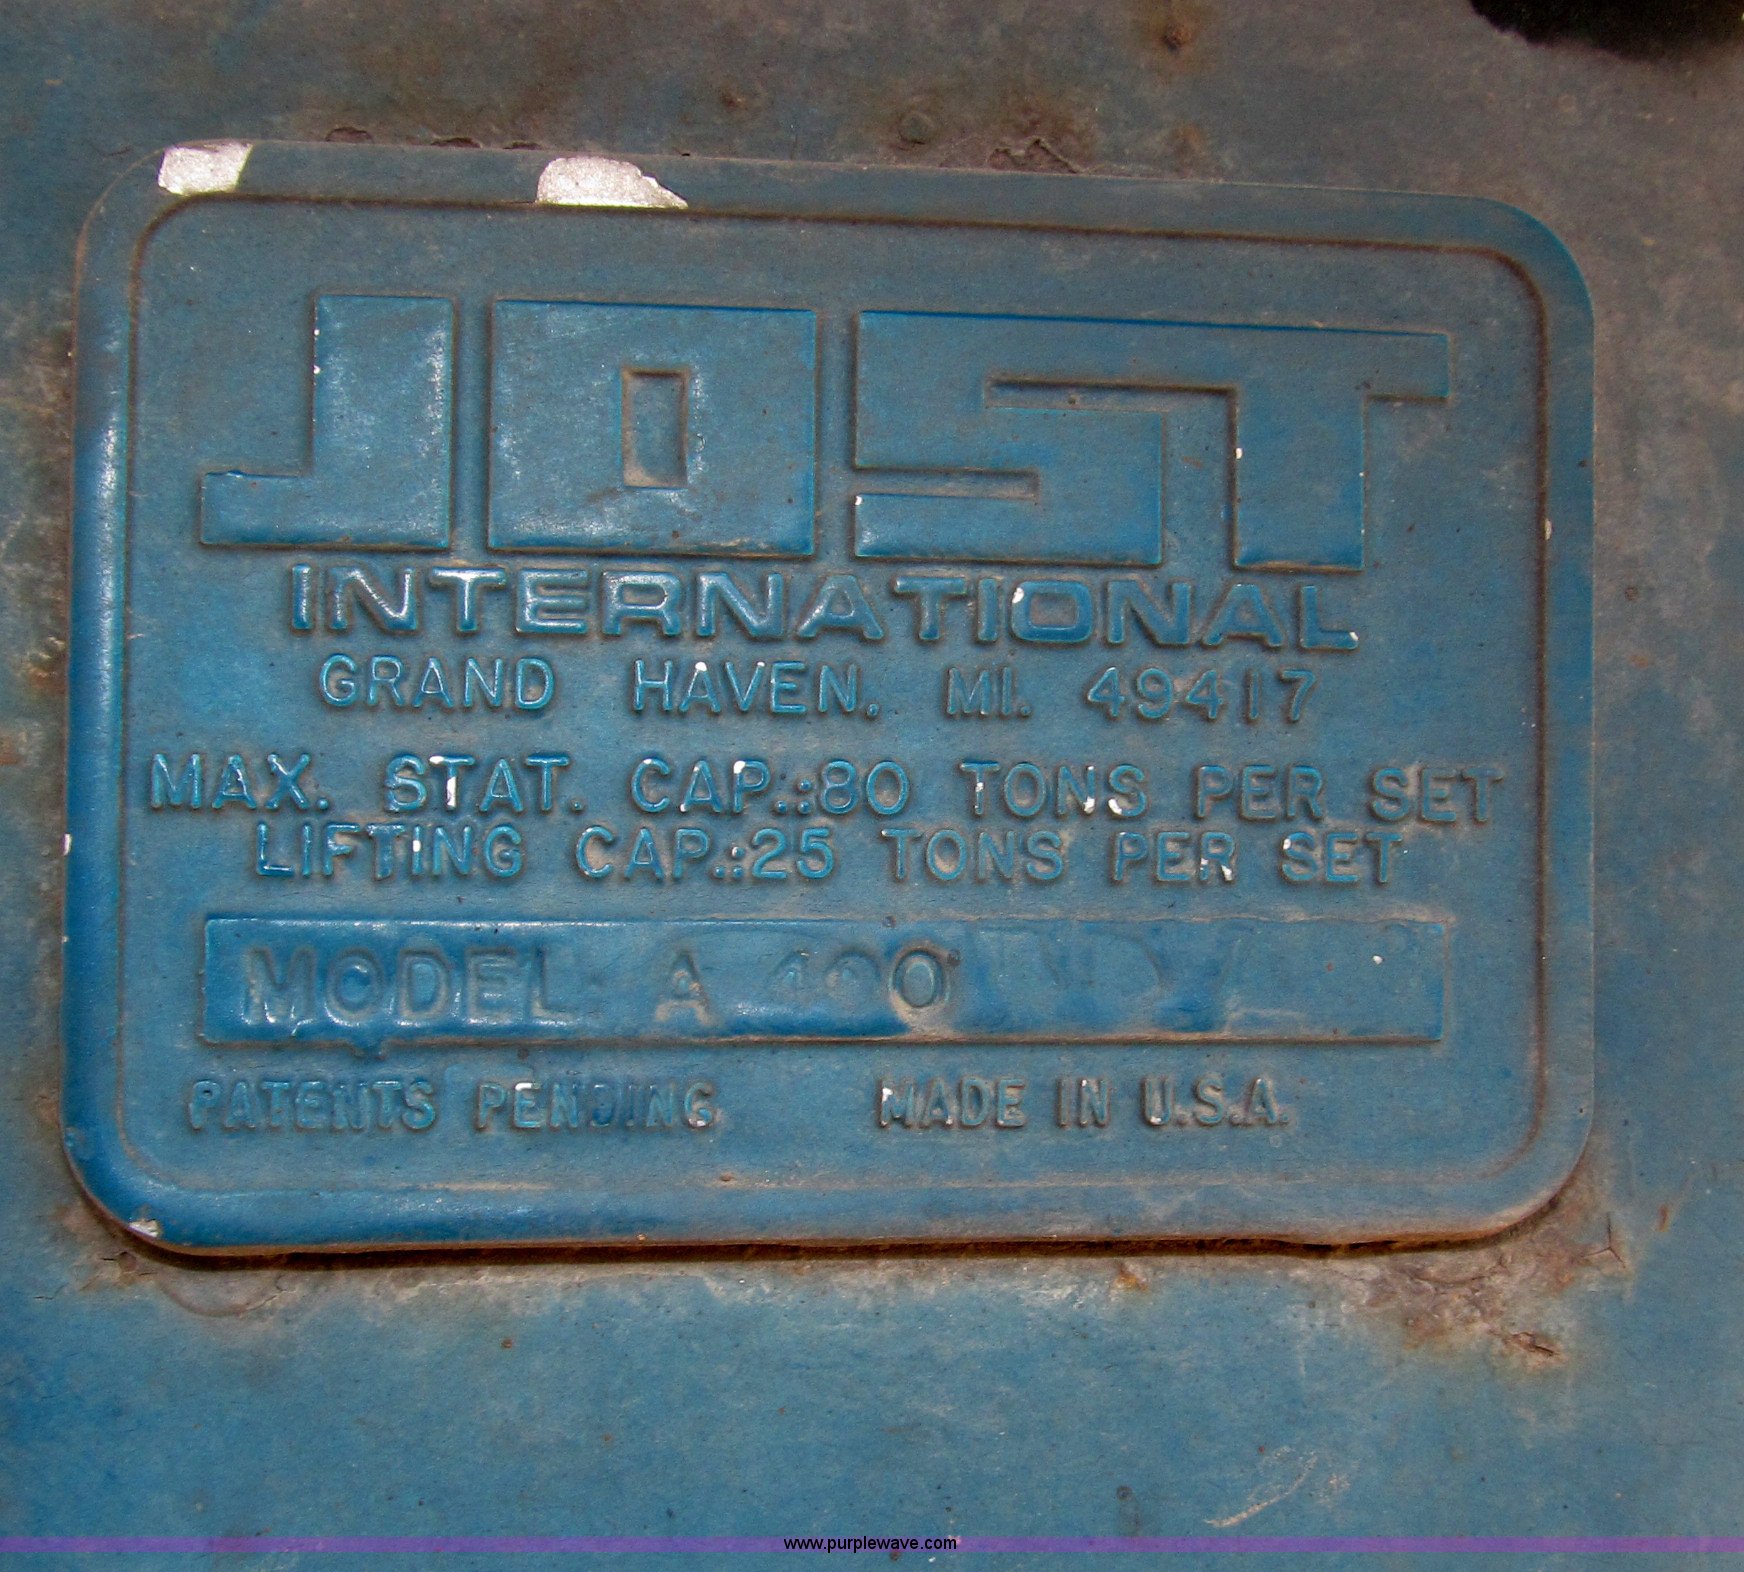 JOST
INTERNATIONAL
GRAND HAVEN, MI. 49417
MAX. STAT. CAP.:80 TONS PER SET
LIFTING CAP.:25 TONS PER SET
MODEL A 400
PATENTS PENDING MADE IN U.S.A.
www.purplewave.com